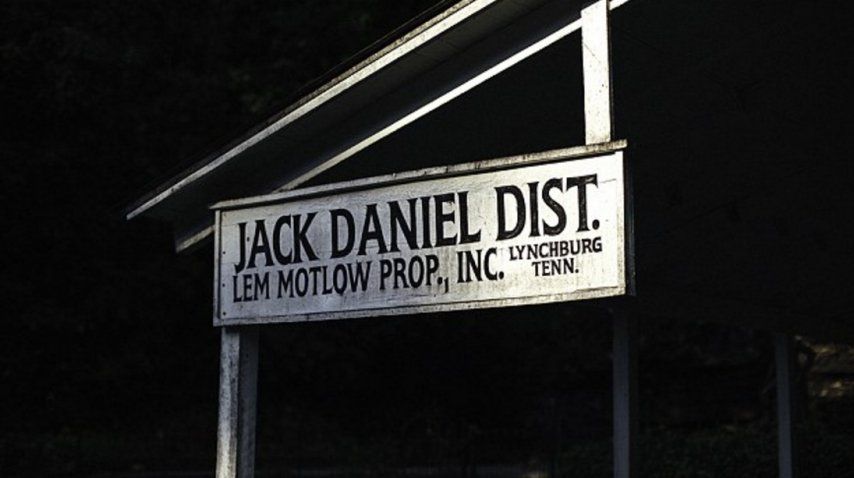 JACK DANIEL DIST.
LEM MOTLOW PROP., INC.
LYNCHBURG
TENN.